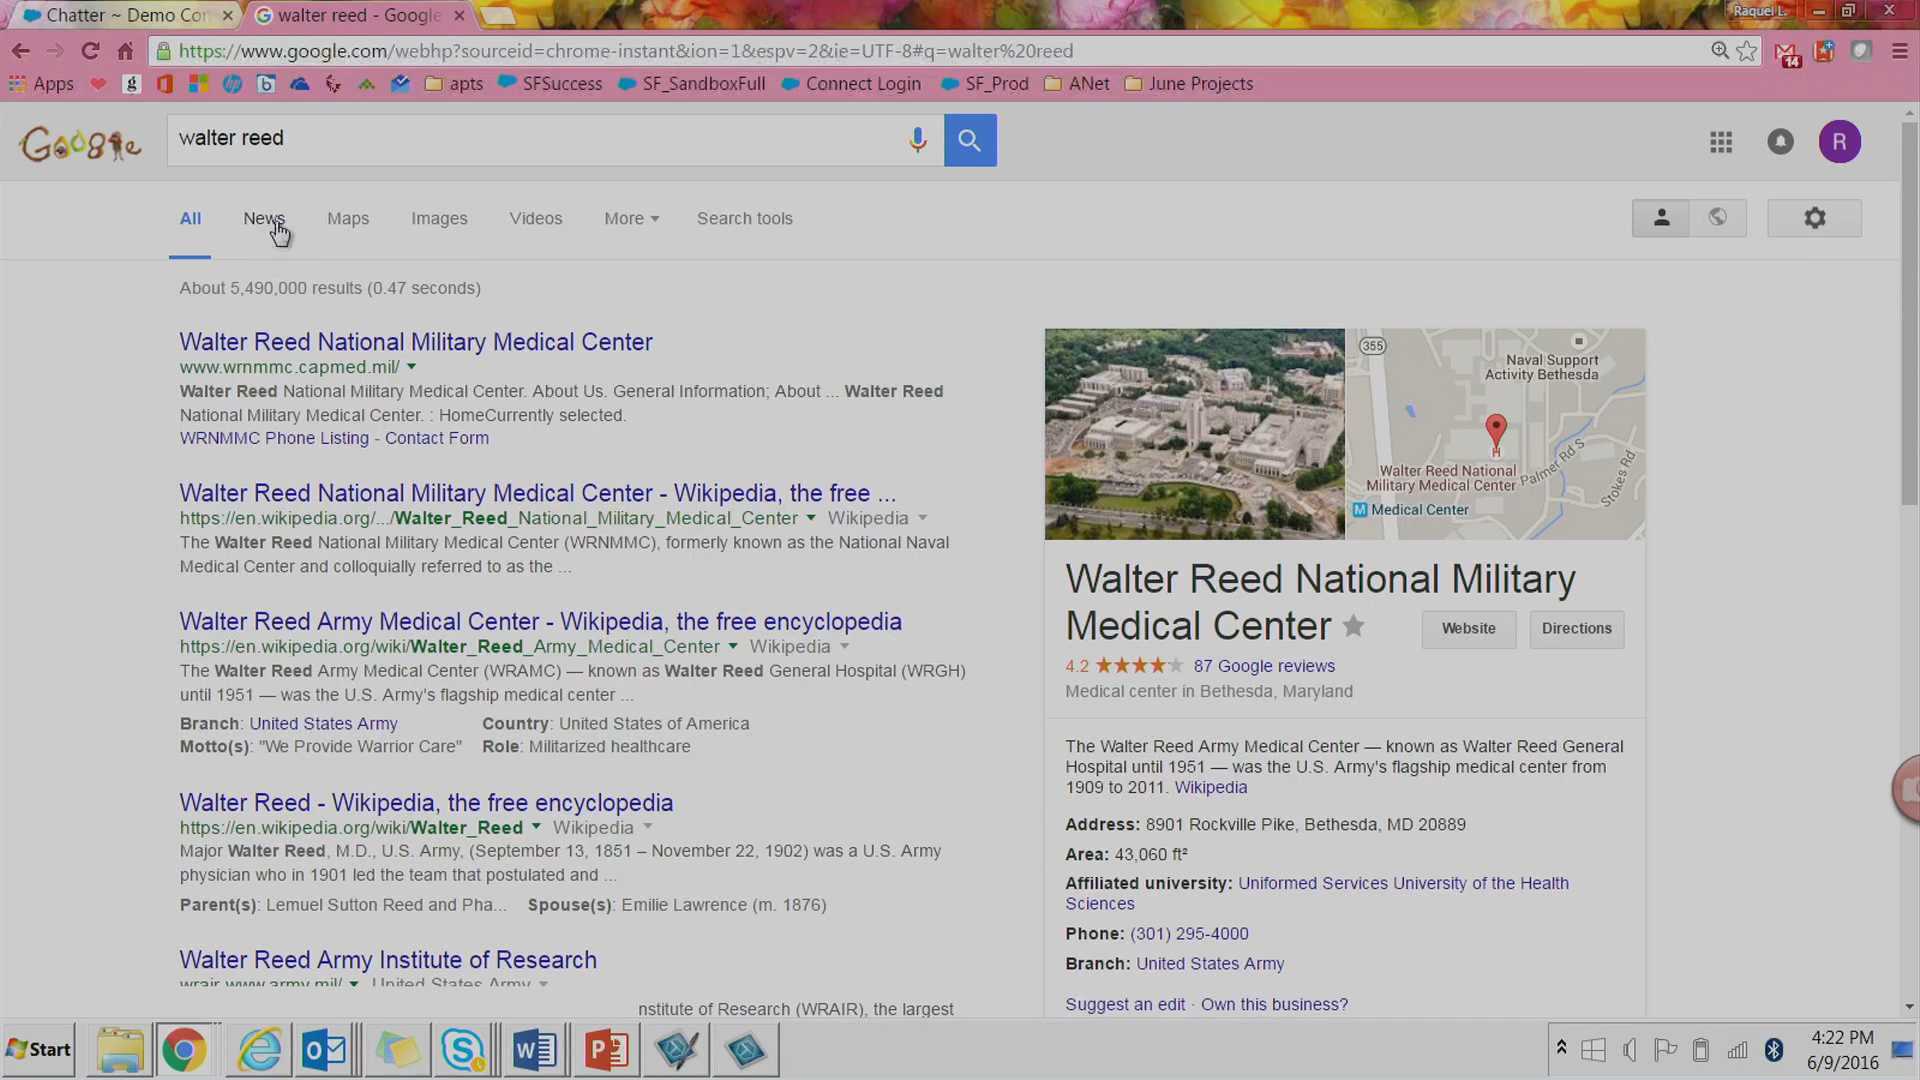 Chatter ~ Demo Con
walter reed - Google
Raquel L.
https://www.google.com/webhp?sourceid=chrome-instant&ion=1&espv=2&ie=UTF-8#q=walter%20reed
14
Apps
g
apts
SFSuccess
SF_SandboxFull
Connect Login
SF_Prod
ANet
June Projects
Google
walter reed
R
All News Maps Images Videos More Search tools
About 5,490,000 results (0.47 seconds)
Walter Reed National Military Medical Center
www.wrnmmc.capmed.mil/
Walter Reed National Military Medical Center. About Us. General Information; About ... Walter Reed
National Military Medical Center. : HomeCurrently selected.
WRNMMC Phone Listing - Contact Form
Walter Reed National Military Medical Center - Wikipedia, the free ...
https://en.wikipedia.org/.../Walter_Reed_National_Military_Medical_Center Wikipedia
The Walter Reed National Military Medical Center (WRNMMC), formerly known as the National Naval
Medical Center and colloquially referred to as the ...
Walter Reed Army Medical Center - Wikipedia, the free encyclopedia
https://en.wikipedia.org/wiki/Walter_Reed_Army_Medical_Center Wikipedia
The Walter Reed Army Medical Center (WRAMC) — known as Walter Reed General Hospital (WRGH)
until 1951 — was the U.S. Army's flagship medical center ...
Branch: United States Army Country: United States of America
Motto(s): "We Provide Warrior Care" Role: Militarized healthcare
Walter Reed - Wikipedia, the free encyclopedia
https://en.wikipedia.org/wiki/Walter_Reed Wikipedia
Major Walter Reed, M.D., U.S. Army, (September 13, 1851 – November 22, 1902) was a U.S. Army
physician who in 1901 led the team that postulated and ...
Parent(s): Lemuel Sutton Reed and Pha... Spouse(s): Emilie Lawrence (m. 1876)
Walter Reed Army Institute of Research
wrair-www.army.mil/ United States Army
nstitute of Research (WRAIR), the largest
355
Naval Support
Activity Bethesda
Walter Reed National
Military Medical Center
Palmer Rd S
Stokes Rd
H
M Medical Center
Walter Reed National Military
Medical Center
Website
Directions
4.2 87 Google reviews
Medical center in Bethesda, Maryland
The Walter Reed Army Medical Center — known as Walter Reed General
Hospital until 1951 — was the U.S. Army's flagship medical center from
1909 to 2011. Wikipedia
Address: 8901 Rockville Pike, Bethesda, MD 20889
Area: 43,060 ft²
Affiliated university: Uniformed Services University of the Health
Sciences
Phone: (301) 295-4000
Branch: United States Army
Suggest an edit · Own this business?
Start
4:22 PM
6/9/2016